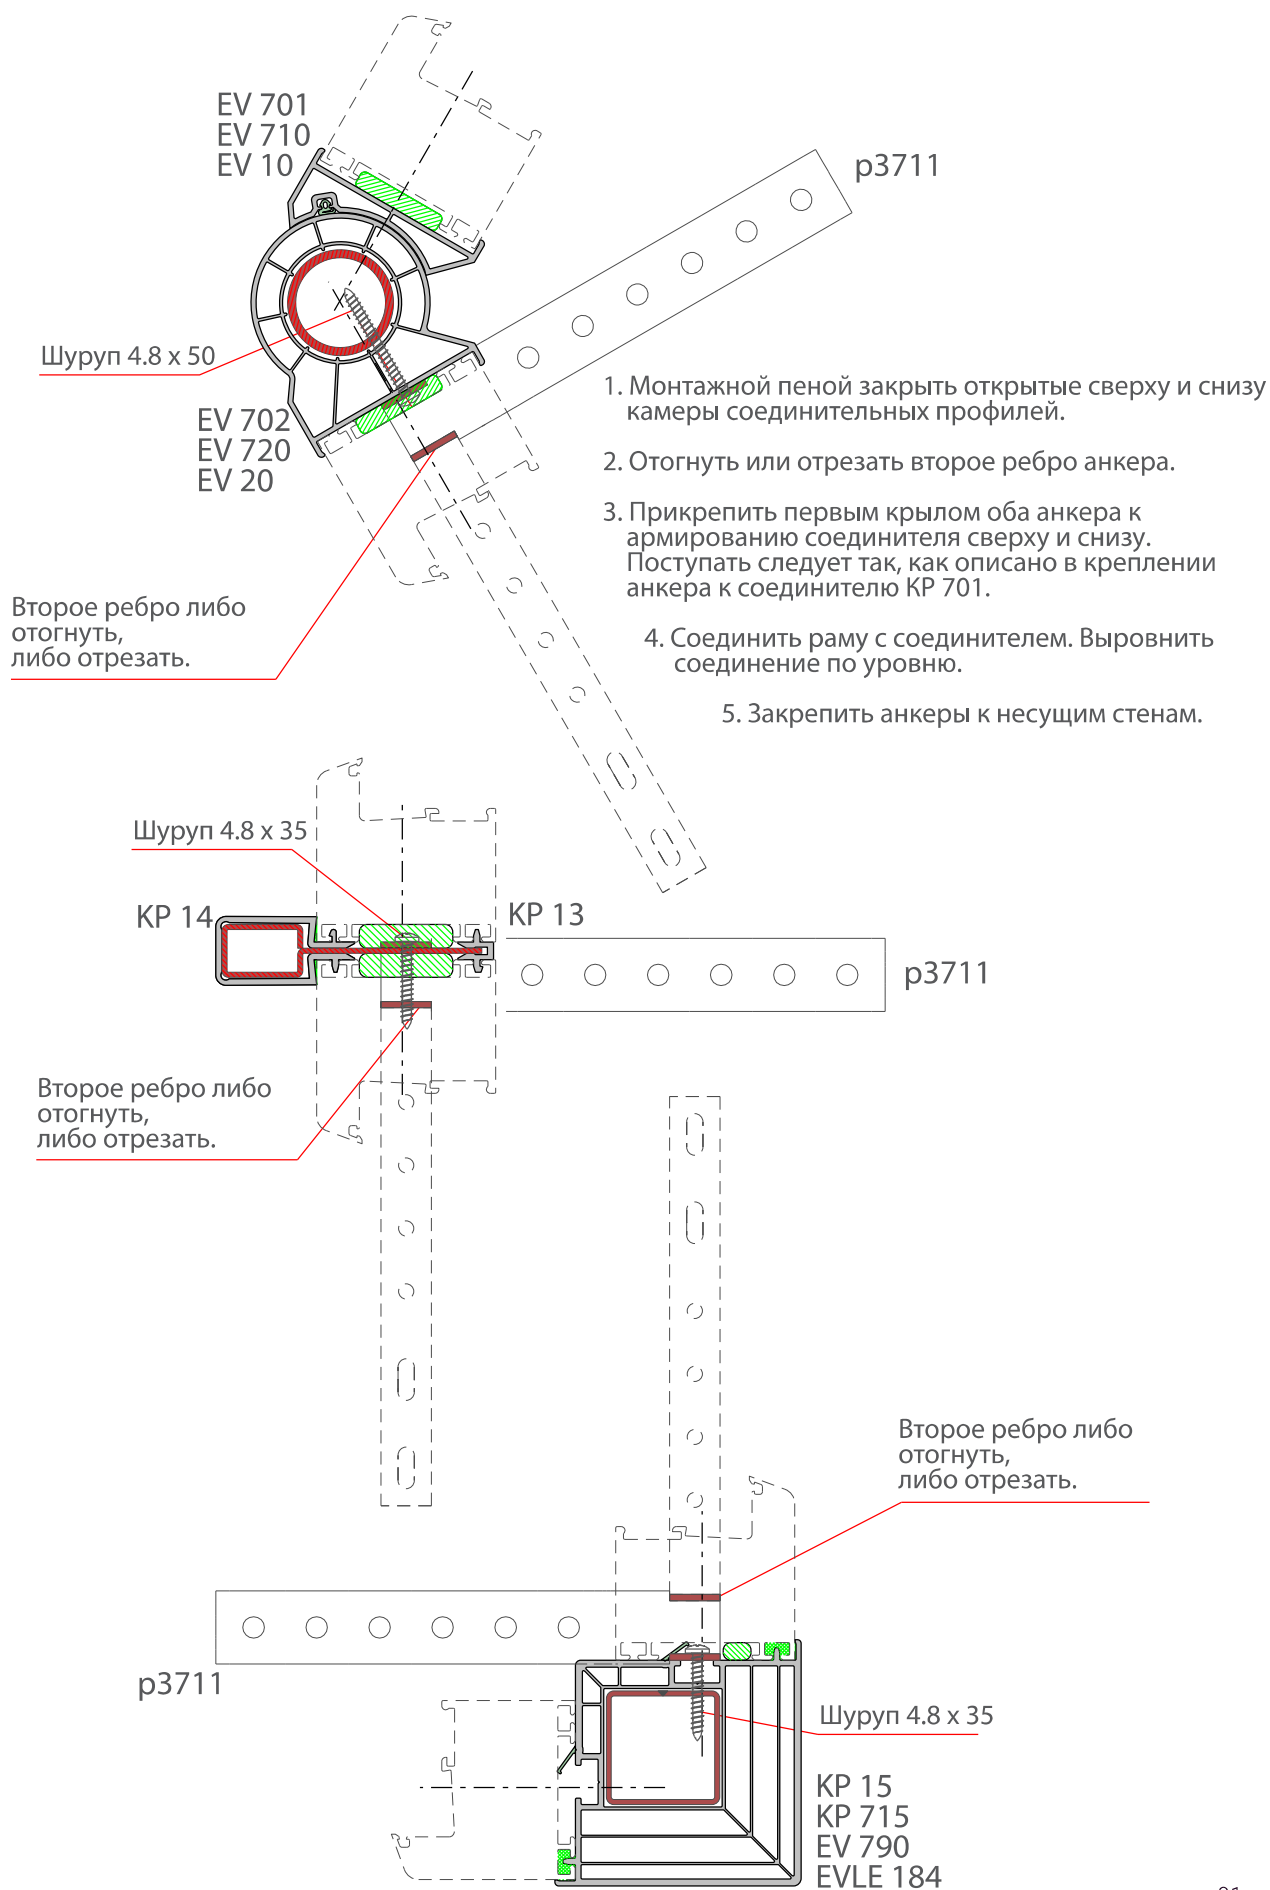 EV 701
EV 710
EV 10
p3711
Шуруп 4.8 x 50
EV 702
EV 720
EV 20
1. Монтажной пеной закрыть открытые сверху и снизу
камеры соединительных профилей.
2. Отогнуть или отрезать второе ребро анкера.
3. Прикрепить первым крылом оба анкера к
армированию соединителя сверху и снизу.
Поступать следует так, как описано в креплении
анкера к соединителю КР 701.
4. Соединить раму с соединителем. Выровнить
соединение по уровню.
5. Закрепить анкеры к несущим стенам.
Второе ребро либо
отогнуть,
либо отрезать.
Шуруп 4.8 x 35
KP 14
KP 13
p3711
Второе ребро либо
отогнуть,
либо отрезать.
Второе ребро либо
отогнуть,
либо отрезать.
p3711
Шуруп 4.8 x 35
KP 15
KP 715
EV 790
EVLE 184